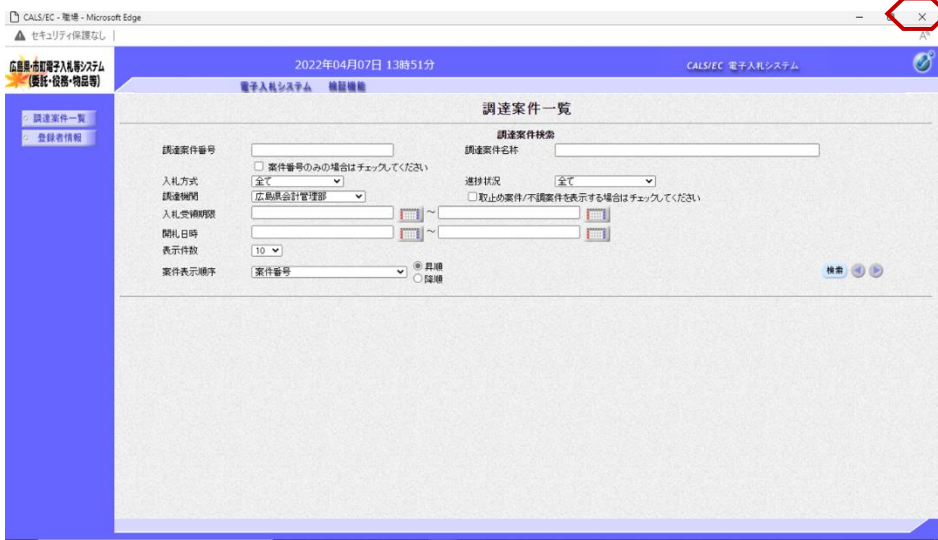 CALS/EC - 職場 - Microsoft Edge
セキュリティ保護なし
広島県・市町電子入札等システム
(委託・役務・物品等)
2022年04月07日 13時51分
CALS/EC 電子入札システム
電子入札システム 検証機能
調達案件一覧
登録者情報
調達案件一覧
調達案件検索
調達案件番号
調達案件名称
案件番号のみの場合はチェックしてください
入札方式 全て
進捗状況 全て
調達機関 広島県会計管理部
取止め案件/不調案件を表示する場合はチェックしてください
入札受領期限 ~
開札日時 ~
表示件数 10
案件表示順序 案件番号
昇順
降順
検索